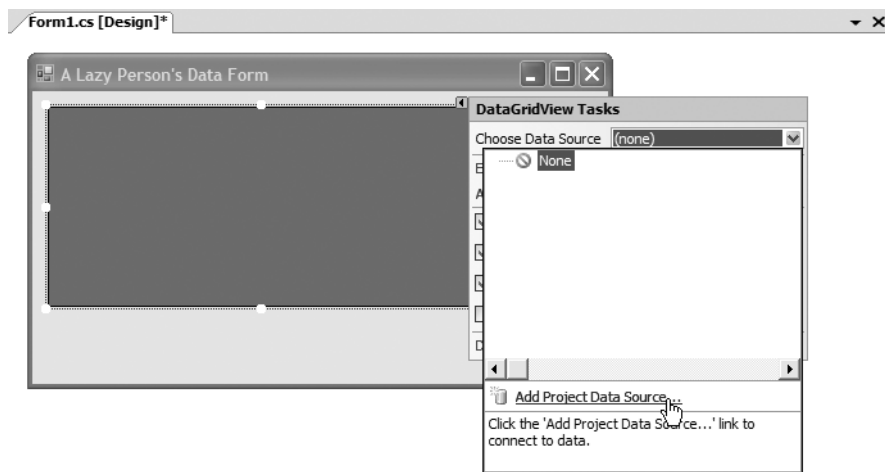 Form1.cs [Design]*
A Lazy Person's Data Form
DataGridView Tasks
Choose Data Source (none)
None
E
A
D
Add Project Data Source...
Click the 'Add Project Data Source...' link to
connect to data.